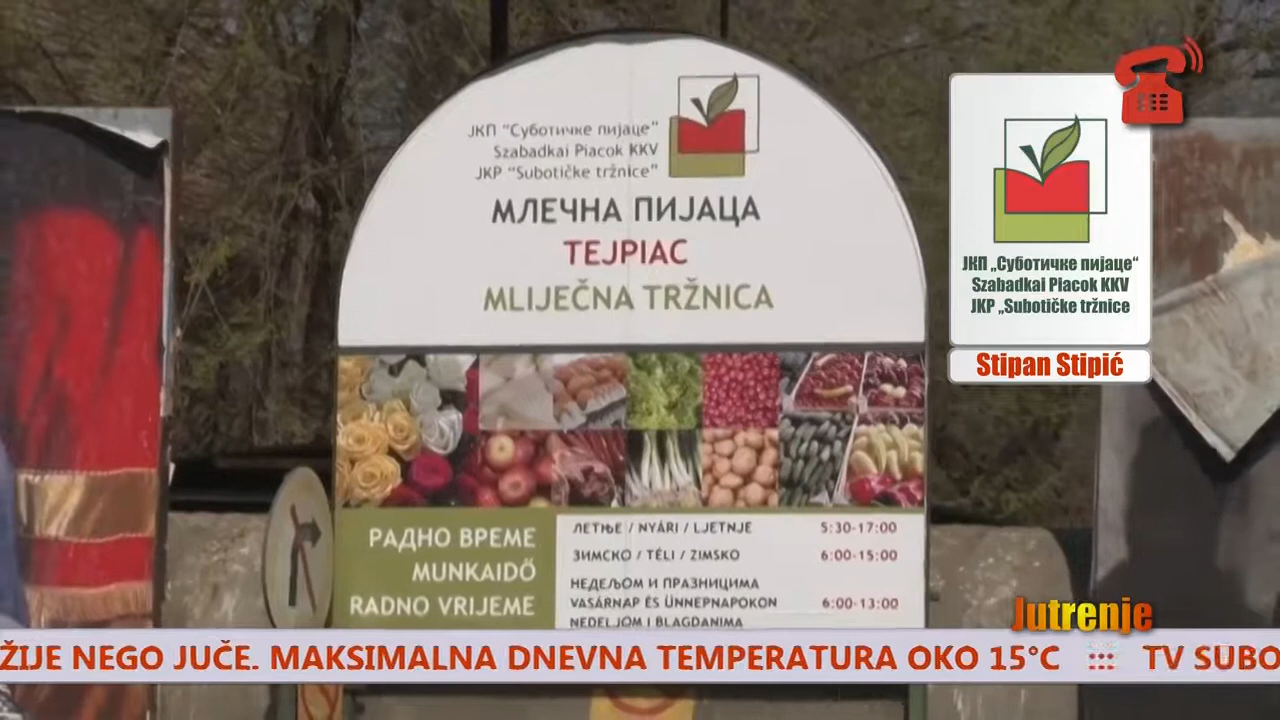 ЈКП "Суботичке пијаце"
Szabadkai Piacok KKV
JKP "Subotičke tržnice"
МЛЕЧНА ПИЈАЦА
TEJPIAC
MLIJEČNA TRŽNICA
РАДНО ВРЕМЕ
MUNKAIDŐ
RADNO VRIJEME
ЛЕТЊЕ / NYÁRI / LJETNJE 5:30-17:00
ЗИМСКО / TÉLI / ZIMSKO 6:00-15:00
НЕДЕЉОМ И ПРАЗНИЦИМА
VASÁRNAP ÉS ÜNNEPNAPOKON 6:00-13:00
NEDELJOM I BLAGDANIMA
ЈКП „Суботичке пијаце“
Szabadkai Piacok KKV
JKP „Subotičke tržnice
Stipan Stipić
Jutrenje
ŽIJE NEGO JUČE. MAKSIMALNA DNEVNA TEMPERATURA OKO 15°C TV SUBO